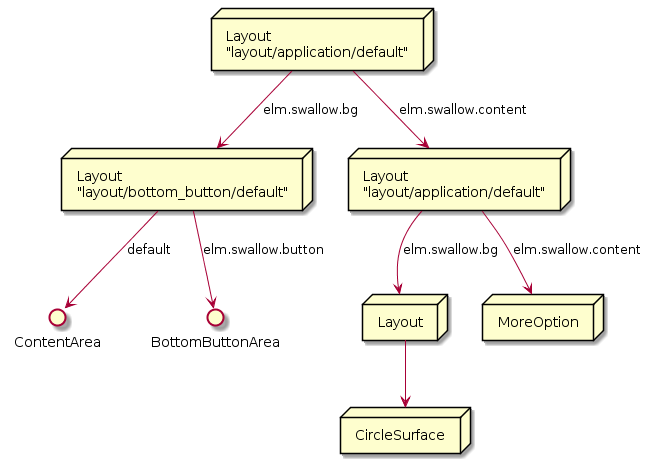 Layout
"layout/application/default"
elm.swallow.bg
elm.swallow.content
Layout
"layout/bottom_button/default"
Layout
"layout/application/default"
default
elm.swallow.button
elm.swallow.bg
elm.swallow.content
ContentArea
BottomButtonArea
Layout
MoreOption
CircleSurface